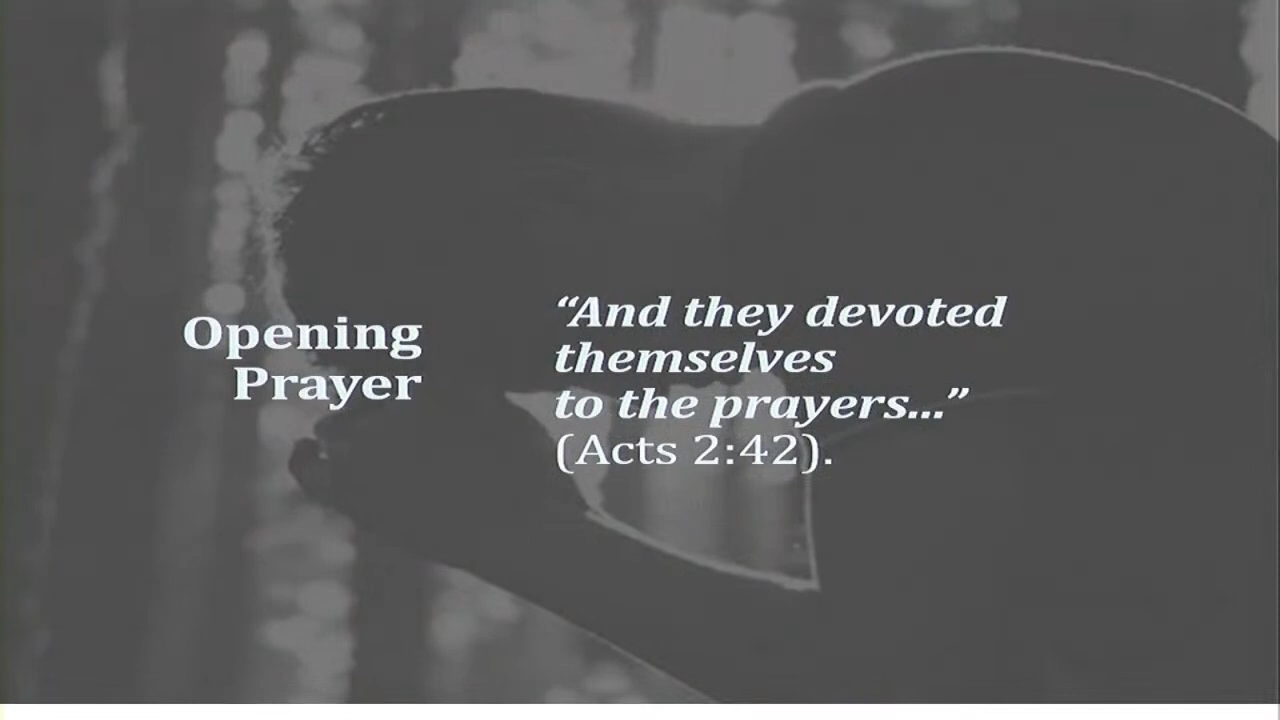 Opening
Prayer
“And they devoted
themselves
to the prayers...”
(Acts 2:42).